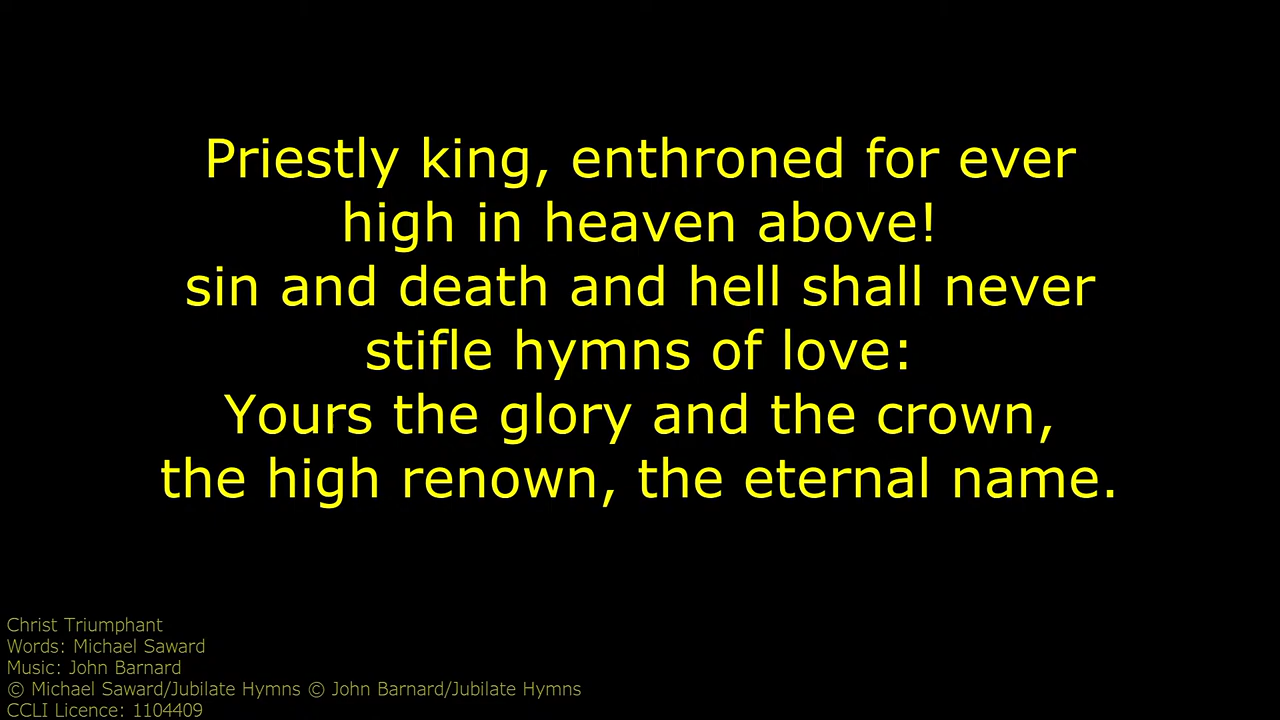 Priestly king, enthroned for ever
high in heaven above!
sin and death and hell shall never
stifle hymns of love:
Yours the glory and the crown,
the high renown, the eternal name.
Christ Triumphant
Words: Michael Saward
Music: John Barnard
© Michael Saward/Jubilate Hymns © John Barnard/Jubilate Hymns
CCLI Licence: 1104409